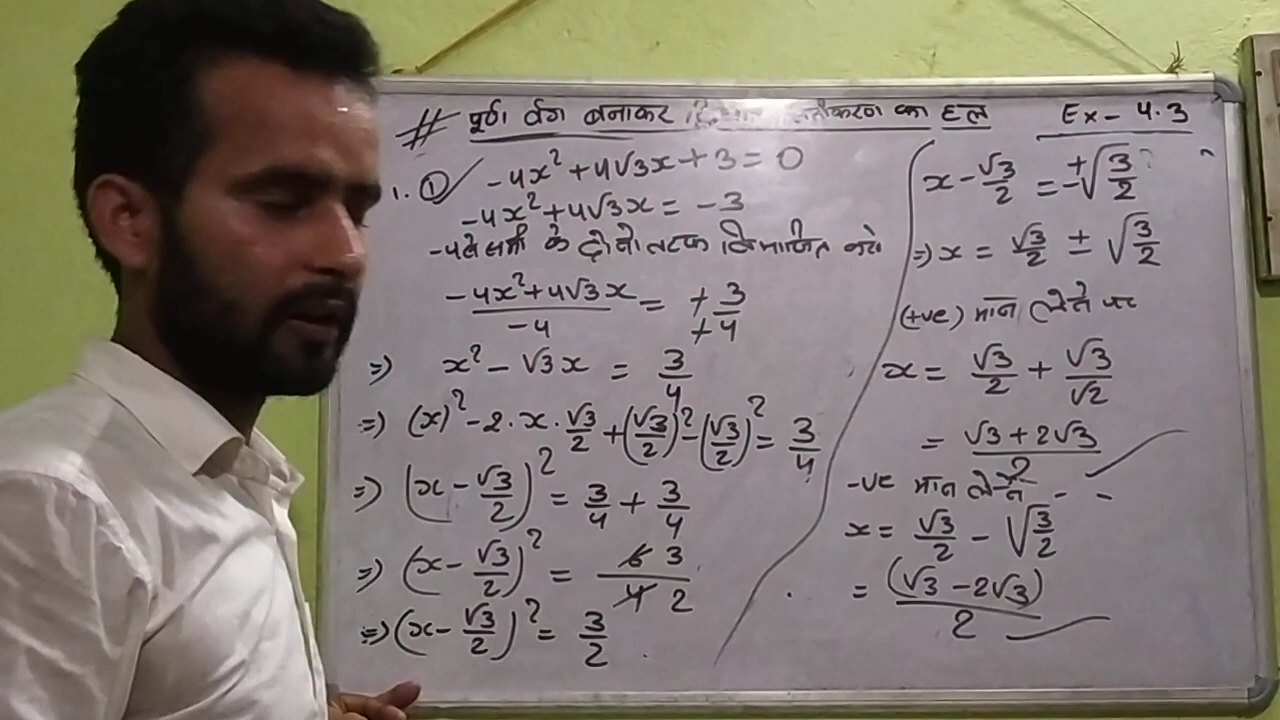 # पूर्ण वर्ग बनाकर समीकरण का हल Ex- 4.3
1. ① -4x² + 4√3x + 3 = 0
-4x² + 4√3x = -3
-4 से सभी के दोनों तरफ विभाजित करो
(-4x² + 4√3x)/-4 = +3/+4
⇒ x² - √3x = 3/4
⇒ (x)² - 2·x·√3/2 + (√3/2)² - (√3/2)² = 3/4
⇒ (x - √3/2)² = 3/4 + 3/4
⇒ (x - √3/2)² = 6̸ 3 / 4̸ 2
⇒ (x - √3/2)² = 3/2
x - √3/2 = ±√(3/2)
⇒ x = √3/2 ± √(3/2)
(+ve) मान लेने पर
x = √3/2 + √3/√2
= (√3 + 2√3)/2
-ve मान लेने - -
x = √3/2 - √(3/2)
= (√3 - 2√3)/2